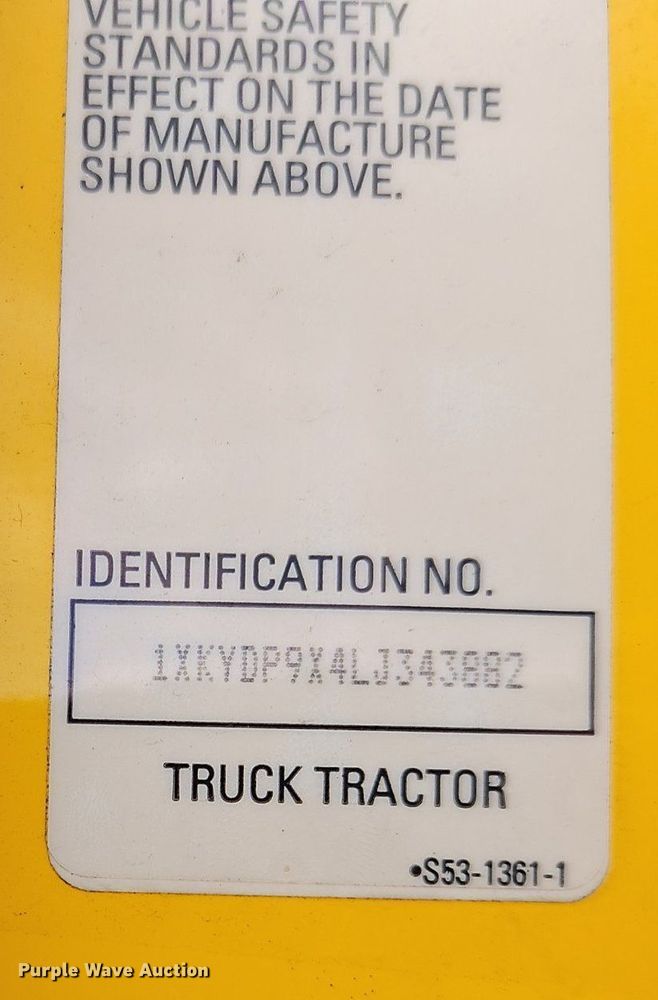 VEHICLE SAFETY
STANDARDS IN
EFFECT ON THE DATE
OF MANUFACTURE
SHOWN ABOVE.
IDENTIFICATION NO.
1XKYDP9X4LJ343882
TRUCK TRACTOR
•S53-1361-1
Purple Wave Auction